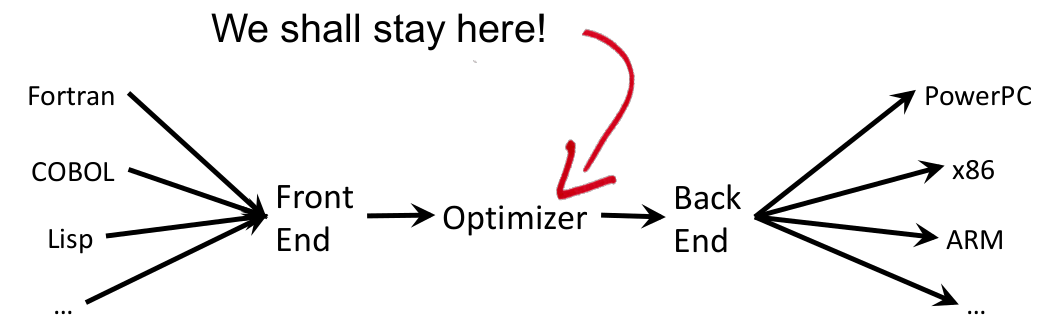 We shall stay here!
Fortran
COBOL
Lisp
...
Front
End
Optimizer
Back
End
PowerPC
x86
ARM
...